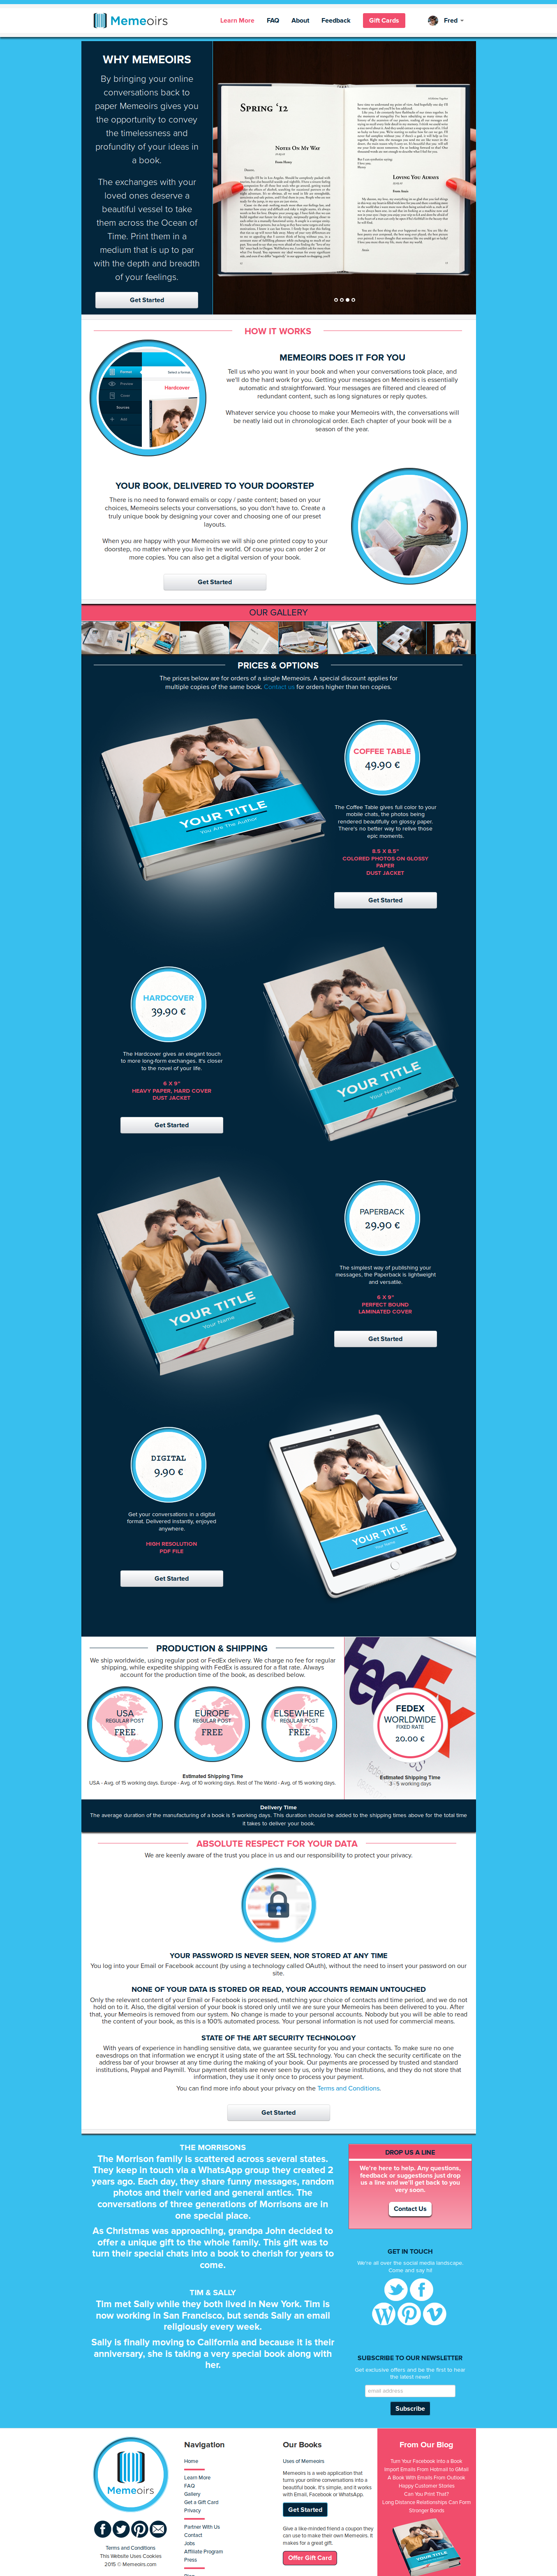 Memeoirs
Learn More
FAQ
About
Feedback
Gift Cards
Fred
WHY MEMEOIRS
By bringing your online
conversations back to
paper Memeoirs gives you
the opportunity to convey
the timelessness and
profundity of your ideas in
a book.
The exchanges with your
loved ones deserve a
beautiful vessel to take
them across the Ocean of
Time. Print them in a
medium that is up to par
with the depth and breadth
of your feelings.
Get Started
SPRING '12
NOTES ON MY WAY
LOVING YOU ALWAYS
HOW IT WORKS
Hardcover
MEMEOIRS DOES IT FOR YOU
Tell us who you want in your book and when your conversations took place, and
we'll do the hard work for you. Getting your messages on Memeoirs is essentially
automatic and straightforward. Your messages are cleared of
redundant content, such as long signatures or reply quotes.
Whatever service you choose to make your Memeoirs with, the conversations will
be neatly laid out in chronological order. Each chapter of your book will be a
season of the year.
YOUR BOOK, DELIVERED TO YOUR DOORSTEP
There is no need to forward emails or copy / paste content; based on your
choices, Memeoirs selects your conversations, so you don't have to. Create a
truly unique book by designing your cover and choosing one of our preset
layouts.
When you are happy with your Memeoirs we will ship one printed copy to your
doorstep, no matter where you live in the world. Of course you can order 2 or
more copies. You can also get a digital version of your book.
Get Started
OUR GALLERY
PRICES & OPTIONS
The prices below are for orders of a single Memeoirs. A special discount applies for
multiple copies of the same book. Contact us for orders higher than ten copies.
YOUR TITLE
You Are The Author
COFFEE TABLE
49.90 €
The Coffee Table gives full color to your
mobile chats, the photos being
rendered beautifully on glossy paper.
There's no better way to relive those
epic moments.
8.5 X 8.5"
COLORED PHOTOS ON GLOSSY
PAPER
DUST JACKET
Get Started
HARDCOVER
39.90 €
The Hardcover gives an elegant touch
to more long-form exchanges. It's closer
to the novel of your life.
6 X 9"
HEAVY PAPER, HARD COVER
DUST JACKET
Get Started
YOUR TITLE
Your Name
YOUR TITLE
Your Name
PAPERBACK
29.90 €
The simplest way of publishing your
messages, the Paperback is lightweight
and versatile.
6 X 9"
PERFECT BOUND
LAMINATED COVER
Get Started
DIGITAL
9.90 €
Get your conversations in a digital
format. Delivered instantly, enjoyed
anywhere.
HIGH RESOLUTION
PDF FILE
Get Started
YOUR TITLE
Your Name
PRODUCTION & SHIPPING
We ship worldwide, using regular post or FedEx delivery. We charge no fee for regular
shipping, while expedite shipping with FedEx is assured for a flat rate. Always
account for the production time of the book, as described below.
USA
REGULAR POST
FREE
EUROPE
REGULAR POST
FREE
ELSEWHERE
REGULAR POST
FREE
Estimated Shipping Time
USA - Avg. of 15 working days. Europe - Avg. of 10 working days. Rest of The World - Avg. of 15 working days.
FEDEX
WORLDWIDE
FIXED RATE
20.00 €
Estimated Shipping Time
3 - 5 working days
Delivery Time
The average duration of the manufacturing of a book is 5 working days. This duration should be added to the shipping times above for the total time
it takes to deliver your book.
ABSOLUTE RESPECT FOR YOUR DATA
We are keenly aware of the trust you place in us and our responsibility to protect your privacy.
YOUR PASSWORD IS NEVER SEEN, NOR STORED AT ANY TIME
You log into your Email or Facebook account (by using a technology called OAuth), without the need to insert your password on our
site.
NONE OF YOUR DATA IS STORED OR READ, YOUR ACCOUNTS REMAIN UNTOUCHED
Only the relevant content of your Email or Facebook is processed, matching your choice of contacts and time period, and we do not
hold on to it. Also, the digital version of your book is stored only until we are sure your Memeoirs has been delivered to you. After
that, your Memeoirs is removed from our system. No change is made to your personal accounts. Nobody but you will be able to read
the content of your book, as this is a 100% automated process. Your personal information is not used for commercial means.
STATE OF THE ART SECURITY TECHNOLOGY
With years of experience in handling sensitive data, we guarantee security for you and your contacts. To make sure no one
eavesdrops on that information we encrypt it using state of the art SSL technology. You can check the security certificate on the
address bar of your browser at any time during the making of your book. Our payments are processed by trusted and standard
institutions, Paypal and Paymill. Your payment details are never seen by us, only by these institutions, and they do not store that
information, they use it only once to process your payment.
You can find more info about your privacy on the Terms and Conditions.
Get Started
THE MORRISONS
The Morrison family is scattered across several states.
They keep in touch via a WhatsApp group they created 2
years ago. Each day, they share funny messages, random
photos and their varied and general antics. The
conversations of three generations of Morrisons are in
one special place.
As Christmas was approaching, grandpa John decided to
offer a unique gift to the whole family. This gift was to
turn their special chats into a book to cherish for years to
come.
TIM & SALLY
Tim met Sally while they both lived in New York. Tim is
now working in San Francisco, but sends Sally an email
religiously every week.
Sally is finally moving to California and because it is their
anniversary, she is taking a very special book along with
her.
DROP US A LINE
We're here to help. Any questions,
feedback or suggestions just drop
us a line and we'll get back to you
very soon.
Contact Us
GET IN TOUCH
We're all over the social media landscape.
Come and say hi!
SUBSCRIBE TO OUR NEWSLETTER
Get exclusive offers and be the first to hear
the latest news!
email address
Subscribe
Memeoirs
Terms and Conditions
This Website Uses Cookies
2015 © Memeoirs.com
Navigation
Home
Learn More
FAQ
Gallery
Get a Gift Card
Privacy
Partner With Us
Contact
Jobs
Affiliate Program
Press
Blog
Our Books
Uses of Memeoirs
Memeoirs is a web application that
turns your online conversations into a
beautiful book. It's simple, and it works
with Email, Facebook or WhatsApp.
Get Started
Give a like-minded friend a coupon they
can use to make their own Memeoirs. It
makes for a great gift.
Offer Gift Card
From Our Blog
Turn Your Facebook Into a Book
Import Emails From Hotmail to GMail
A Book With Emails From Outlook
Happy Customer Stories
Can You Print That?
Long Distance Relationships Can Form
Stronger Bonds
YOUR TITLE